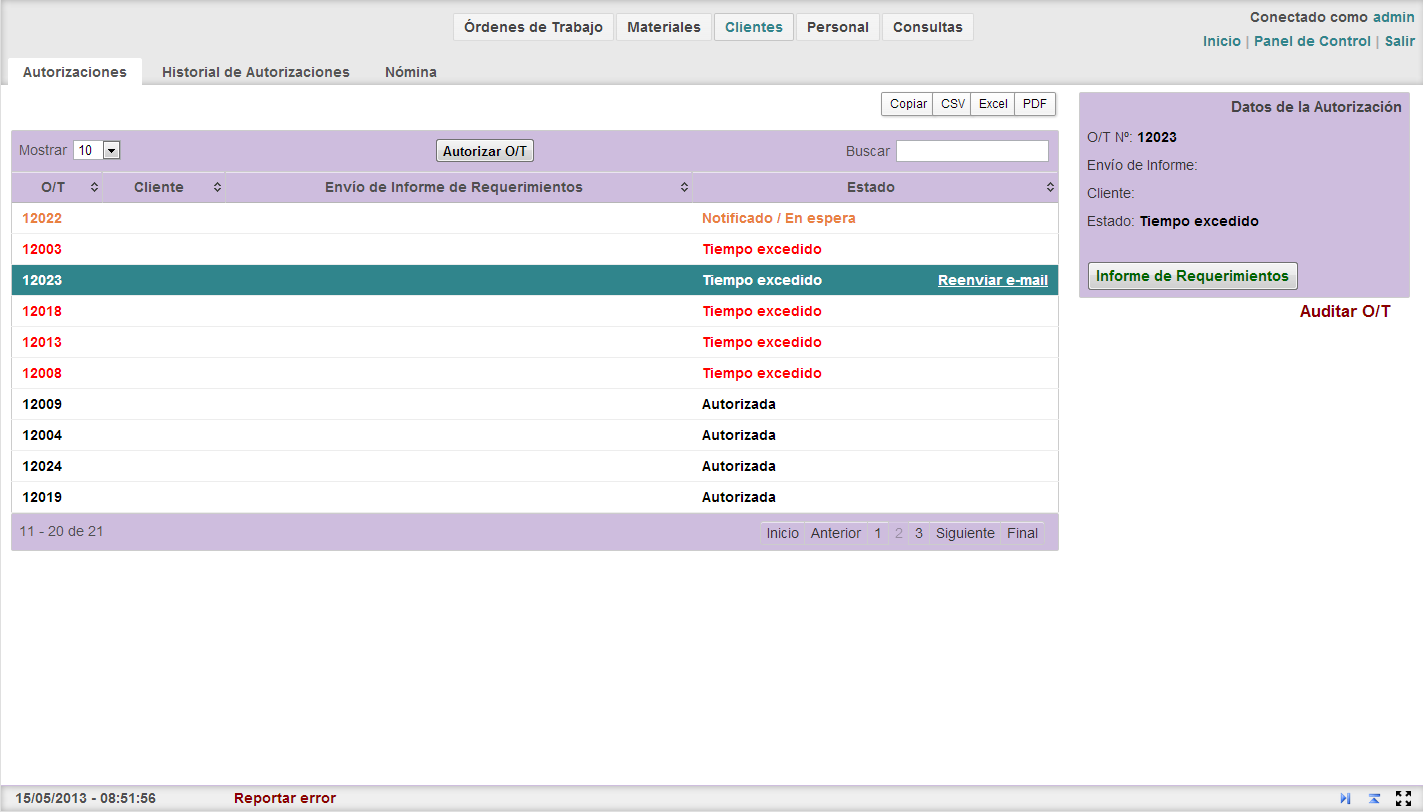 Órdenes de Trabajo Materiales Clientes Personal Consultas
Conectado como admin
Inicio | Panel de Control | Salir
Autorizaciones Historial de Autorizaciones Nómina
Copiar CSV Excel PDF
Mostrar 10 Autorizar O/T Buscar
O/T Cliente Envío de Informe de Requerimientos Estado
12022 Notificado / En espera
12003 Tiempo excedido
12023 Tiempo excedido Reenviar e-mail
12018 Tiempo excedido
12013 Tiempo excedido
12008 Tiempo excedido
12009 Autorizada
12004 Autorizada
12024 Autorizada
12019 Autorizada
11 - 20 de 21 Inicio Anterior 1 2 3 Siguiente Final
Datos de la Autorización
O/T Nº: 12023
Envío de Informe:
Cliente:
Estado: Tiempo excedido
Informe de Requerimientos
Auditar O/T
15/05/2013 - 08:51:56 Reportar error